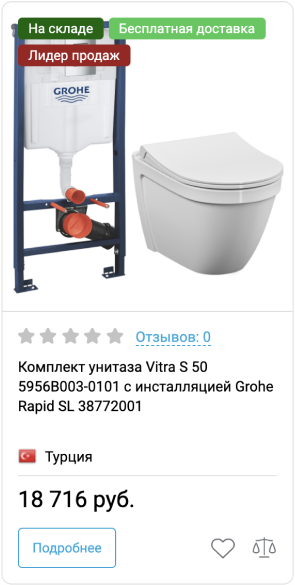 На складе
Бесплатная доставка
Лидер продаж
GROHE
Отзывов: 0
Комплект унитаза Vitra S 50
5956B003-0101 с инсталляцией Grohe
Rapid SL 38772001
Турция
18 716 руб.
Подробнее